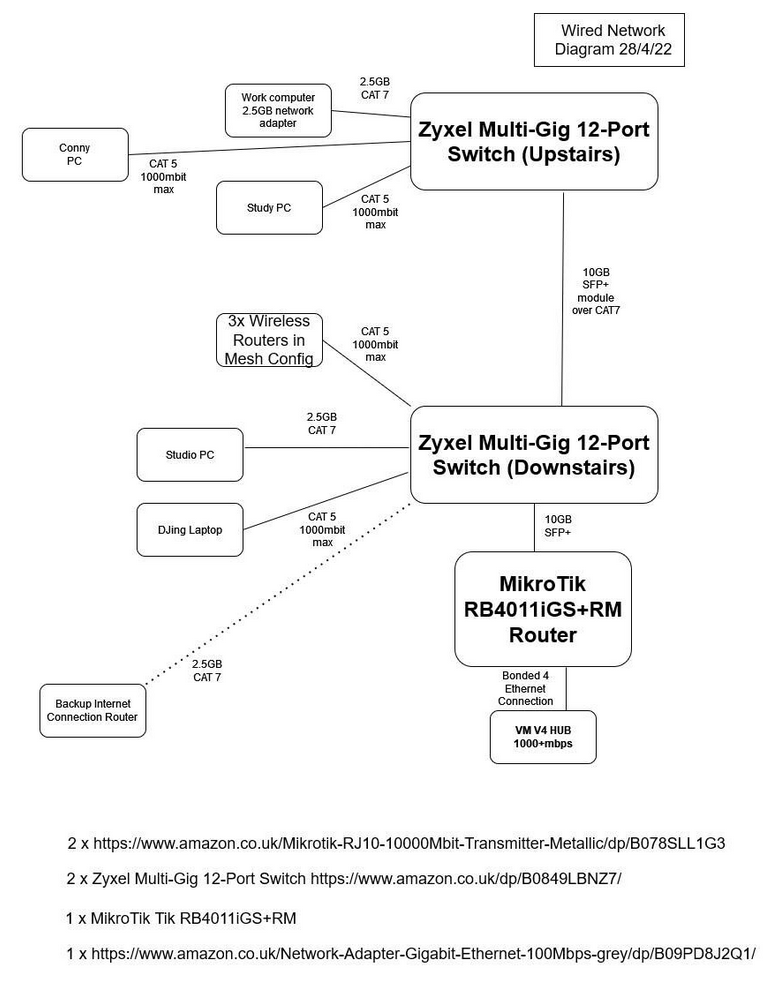 Wired Network
Diagram 28/4/22
2.5GB
CAT 7
Work computer
2.5GB network
adapter
Zyxel Multi-Gig 12-Port
Switch (Upstairs)
Conny
PC
CAT 5
1000mbit
max
Study PC
CAT 5
1000mbit
max
10GB
SFP+
module
over CAT7
3x Wireless
Routers in
Mesh Config
CAT 5
1000mbit
max
2.5GB
CAT 7
Zyxel Multi-Gig 12-Port
Switch (Downstairs)
Studio PC
DJing Laptop
CAT 5
1000mbit
max
10GB
SFP+
MikroTik
RB4011iGS+RM
Router
2.5GB
CAT 7
Bonded 4
Ethernet
Connection
Backup Internet
Connection Router
VM V4 HUB
1000+mbps
2 x https://www.amazon.co.uk/Mikrotik-RJ10-10000Mbit-Transmitter-Metallic/dp/B078SLL1G3
2 x Zyxel Multi-Gig 12-Port Switch https://www.amazon.co.uk/dp/B0849LBNZ7/
1 x MikroTik Tik RB4011iGS+RM
1 x https://www.amazon.co.uk/Network-Adapter-Gigabit-Ethernet-100Mbps-grey/dp/B09PD8J2Q1/